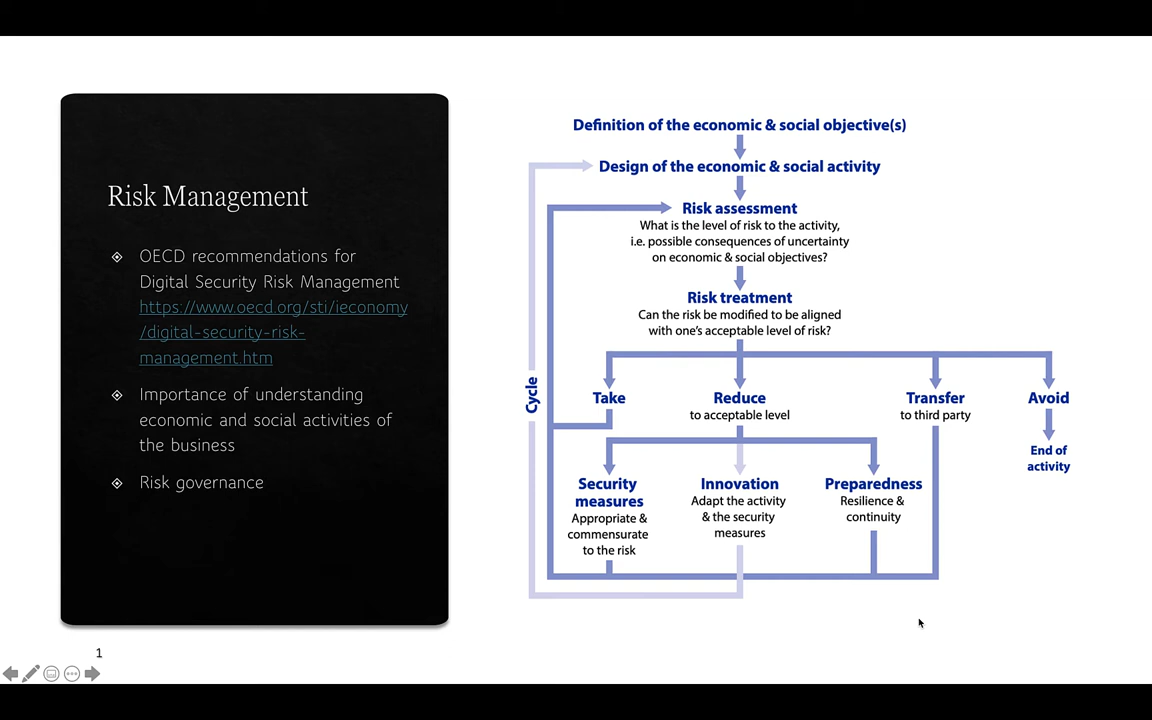 Risk Management
OECD recommendations for
Digital Security Risk Management
https://www.oecd.org/sti/ieconomy
/digital-security-risk-
management.htm
Importance of understanding
economic and social activities of
the business
Risk governance
1
Definition of the economic & social objective(s)
Design of the economic & social activity
Risk assessment
What is the level of risk to the activity,
i.e. possible consequences of uncertainty
on economic & social objectives?
Risk treatment
Can the risk be modified to be aligned
with one's acceptable level of risk?
Cycle
Take
Reduce
to acceptable level
Transfer
to third party
Avoid
End of
activity
Security
measures
Appropriate &
commensurate
to the risk
Innovation
Adapt the activity
& the security
measures
Preparedness
Resilience &
continuity